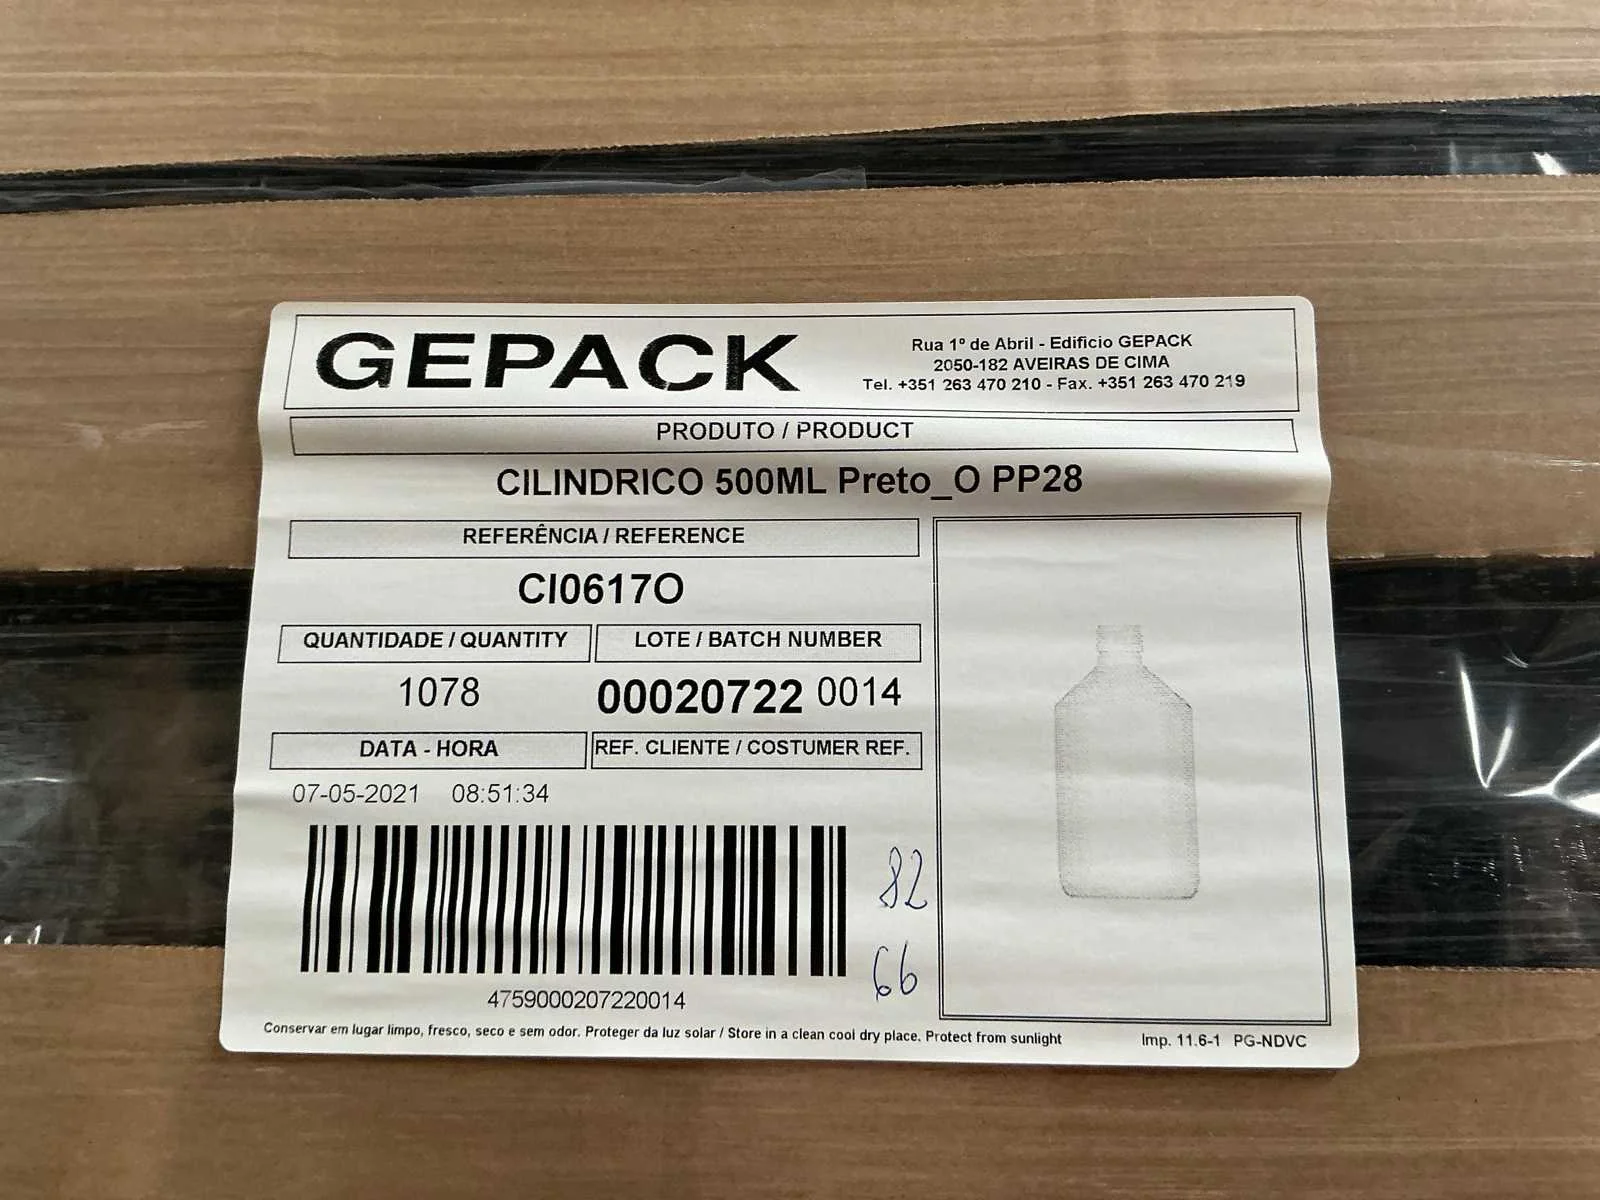 GEPACK
Rua 1º de Abril - Edificio GEPACK
2050-182 AVEIRAS DE CIMA
Tel. +351 263 470 210 - Fax. +351 263 470 219
PRODUTO / PRODUCT
CILINDRICO 500ML Preto_O PP28
REFERÊNCIA / REFERENCE
CI0617O
QUANTIDADE / QUANTITY
LOTE / BATCH NUMBER
1078
00020722 0014
DATA - HORA
REF. CLIENTE / COSTUMER REF.
07-05-2021 08:51:34
82
66
4759000207220014
Conservar em lugar limpo, fresco, seco e sem odor. Proteger da luz solar / Store in a clean cool dry place. Protect from sunlight
Imp. 11.6-1 PG-NDVC